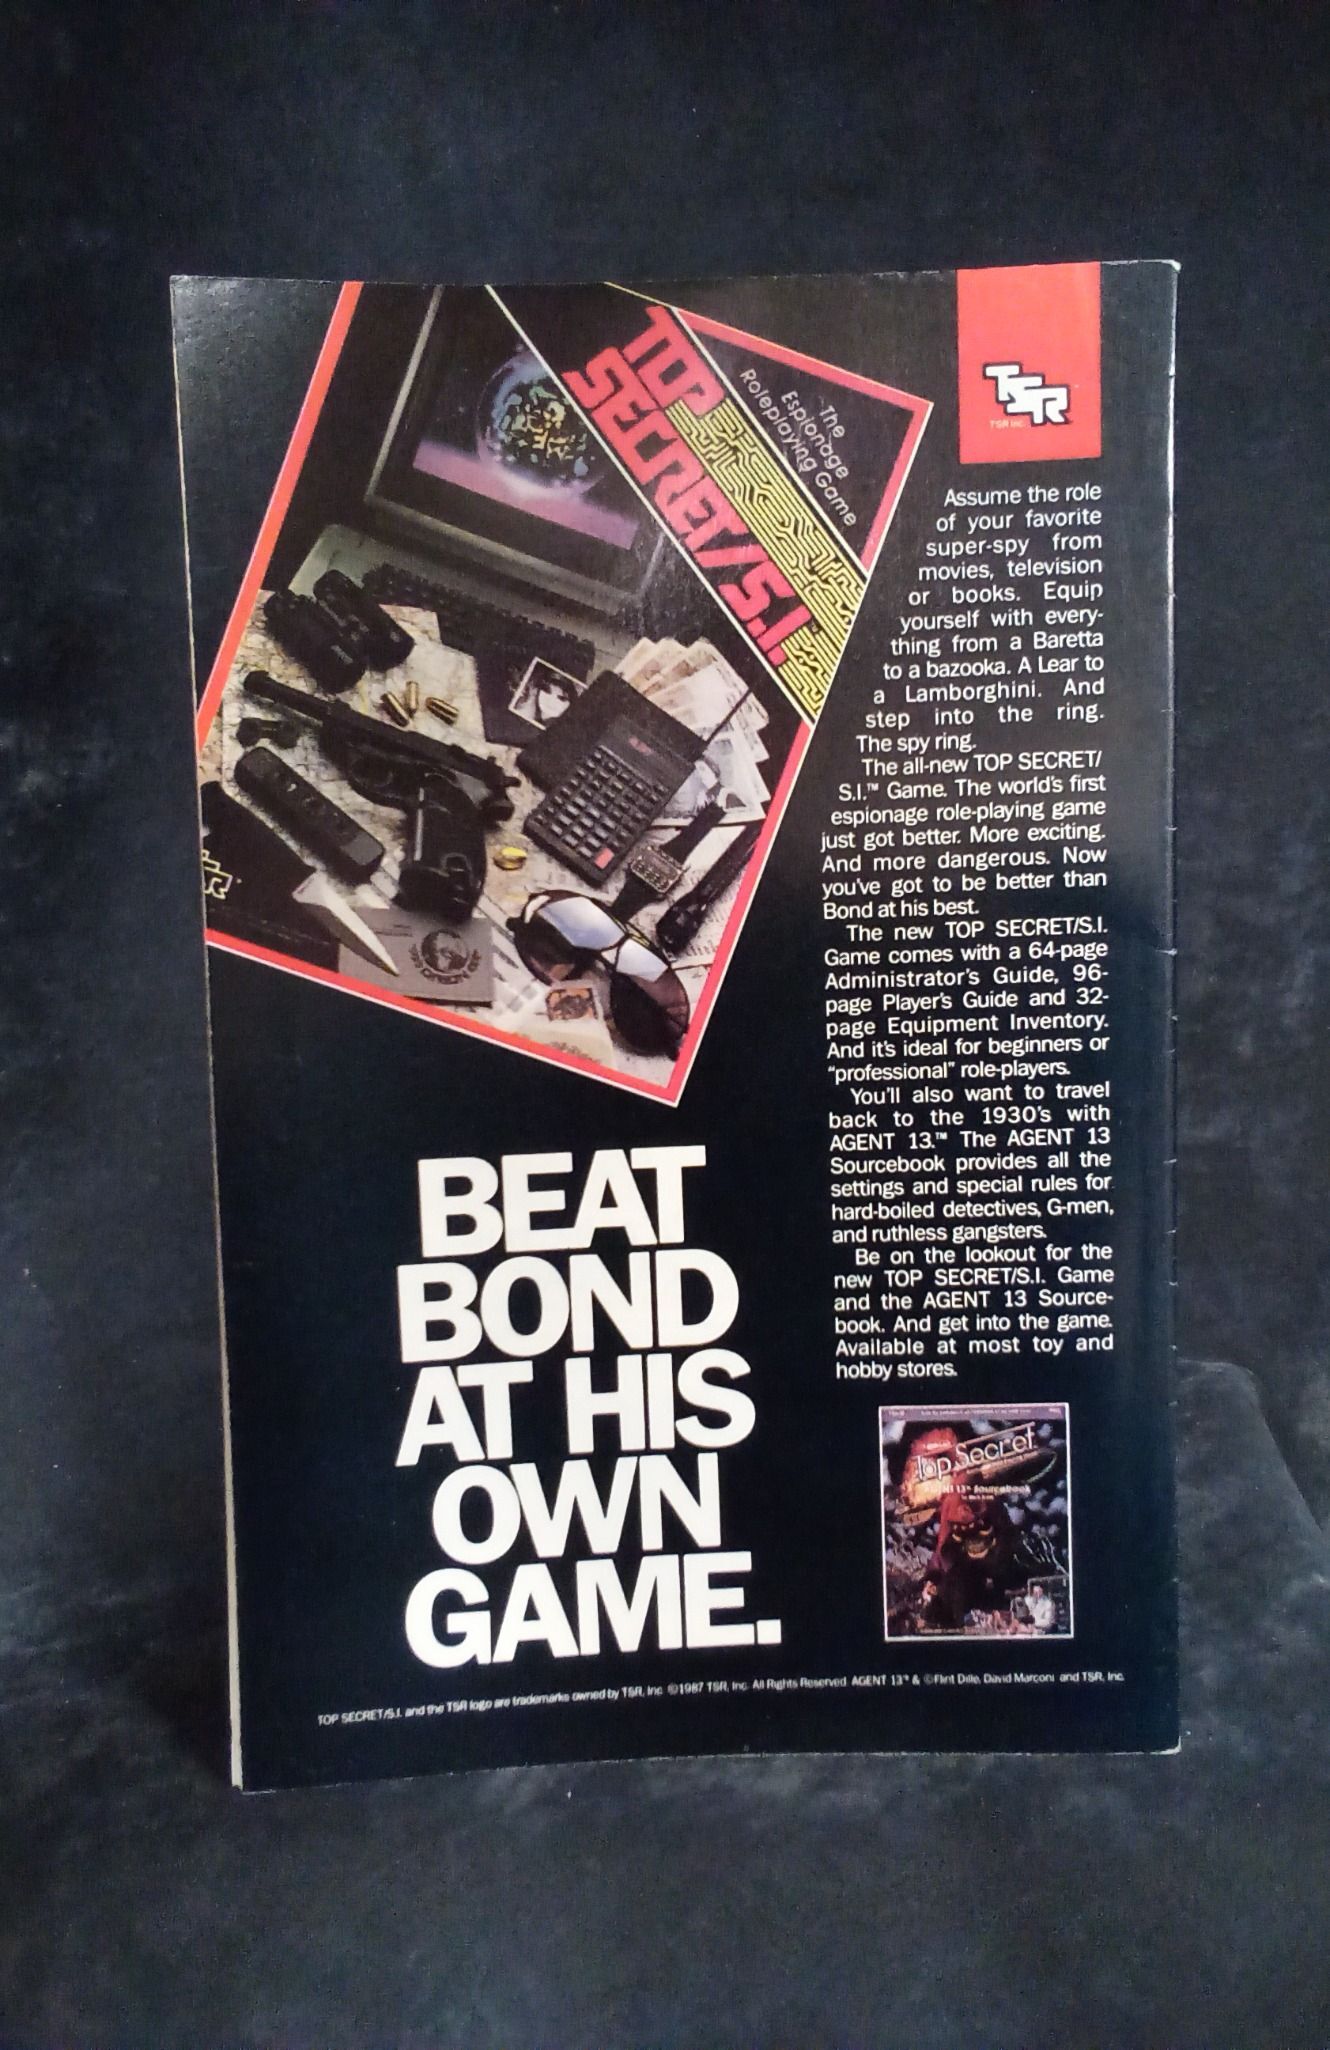 TOP
SECRET/S.I.
The
Espionage
Roleplaying Game
TSR
TSR Inc.
Assume the role
of your favorite
super-spy from
movies, television
or books. Equip
yourself with every-
thing from a Baretta
to a bazooka. A Lear to
a Lamborghini. And
step into the ring.
The spy ring.
The all-new TOP SECRET/
S.I.™ Game. The world's first
espionage role-playing game
just got better. More exciting.
And more dangerous. Now
you've got to be better than
Bond at his best.
The new TOP SECRET/S.I.
Game comes with a 64-page
Administrator's Guide, 96-
page Player's Guide and 32-
page Equipment Inventory.
And it's ideal for beginners or
"professional" role-players.
You'll also want to travel
back to the 1930's with
AGENT 13.™ The AGENT 13
Sourcebook provides all the
settings and special rules for
hard-boiled detectives, G-men,
and ruthless gangsters.
Be on the lookout for the
new TOP SECRET/S.I. Game
and the AGENT 13 Source-
book. And get into the game.
Available at most toy and
hobby stores.
BEAT
BOND
AT HIS
OWN
GAME.
Top Secret
13™ Sourcebook
TOP SECRET/S.I. and the TSR logo are trademarks owned by TSR, Inc. ©1987 TSR, Inc. All Rights Reserved. AGENT 13™ & ©Flint Dille, David Marconi and TSR, Inc.